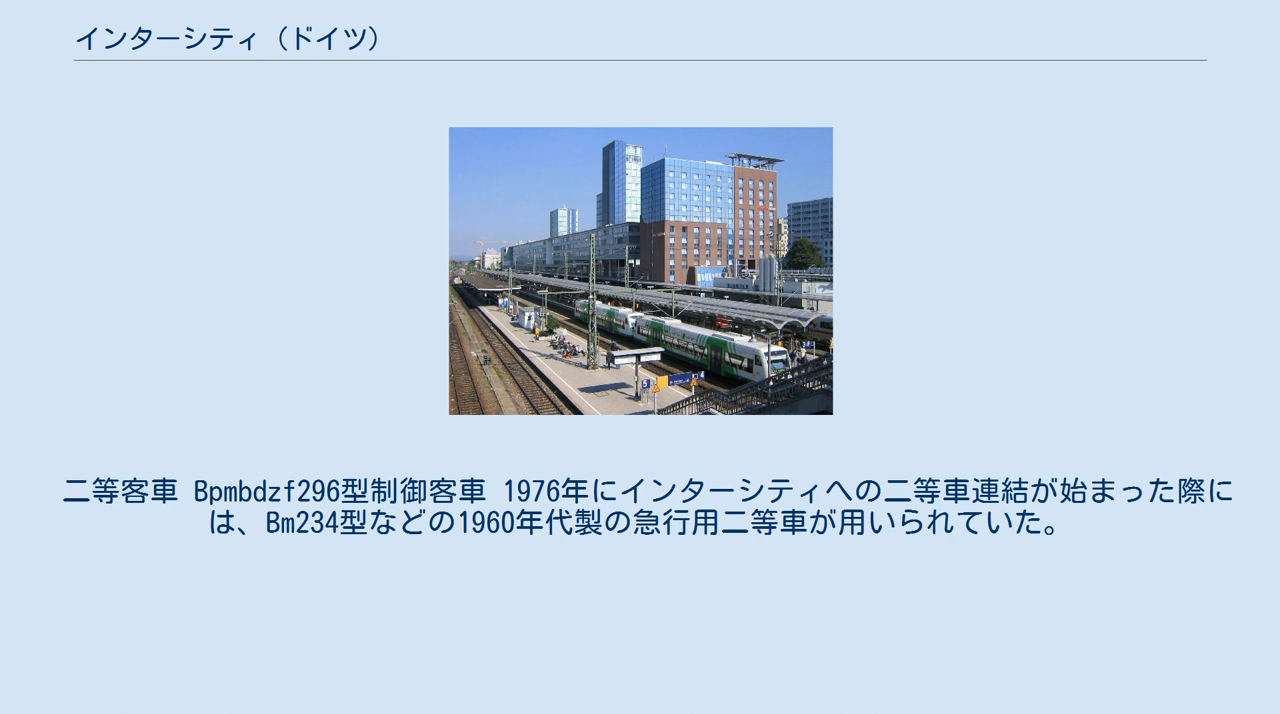 インターシティ（ドイツ）
5
4
二等客車 Bpmbdzf296型制御客車 1976年にインターシティへの二等車連結が始まった際に
は、Bm234型などの1960年代製の急行用二等車が用いられていた。